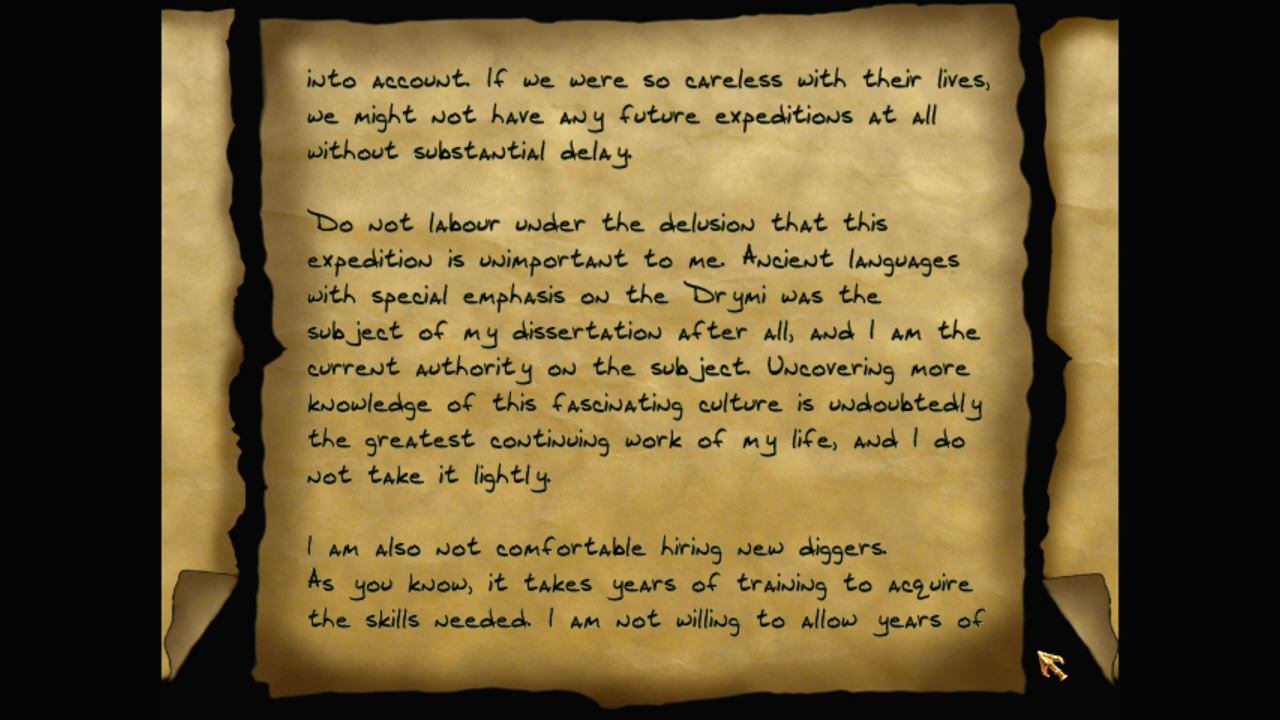 into account. If we were so careless with their lives,
we might not have any future expeditions at all
without substantial delay.
Do not labour under the delusion that this
expedition is unimportant to me. Ancient languages
with special emphasis on the Drymi was the
subject of my dissertation after all, and I am the
current authority on the subject. Uncovering more
knowledge of this fascinating culture is undoubtedly
the greatest continuing work of my life, and I do
not take it lightly.
I am also not comfortable hiring new diggers.
As you know, it takes years of training to acquire
the skills needed. I am not willing to allow years of